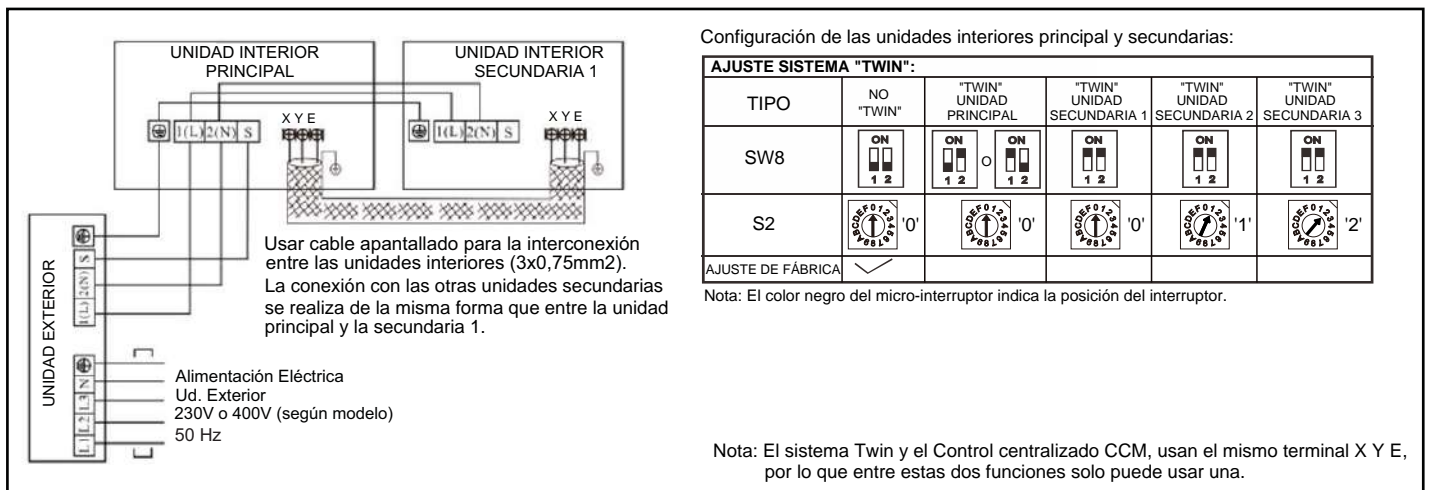 UNIDAD INTERIOR
PRINCIPAL
UNIDAD INTERIOR
SECUNDARIA 1
X Y E
X Y E
1(L) 2(N) S
1(L) 2(N) S
Usar cable apantallado para la interconexión
entre las unidades interiores (3x0,75mm2).
La conexión con las otras unidades secundarias
se realiza de la misma forma que entre la unidad
principal y la secundaria 1.
UNIDAD EXTERIOR
S
2(N)
1(L)
N
L3
L2
L1
Alimentación Eléctrica
Ud. Exterior
230V o 400V (según modelo)
50 Hz
Configuración de las unidades interiores principal y secundarias:
AJUSTE SISTEMA "TWIN":
TIPO
NO
"TWIN"
"TWIN"
UNIDAD
PRINCIPAL
"TWIN"
UNIDAD
SECUNDARIA 1
"TWIN"
UNIDAD
SECUNDARIA 2
"TWIN"
UNIDAD
SECUNDARIA 3
SW8
ON
1 2
ON
1 2
O
ON
1 2
ON
1 2
ON
1 2
ON
1 2
S2
0123456789ABCDEF
'0'
0123456789ABCDEF
'0'
0123456789ABCDEF
'0'
0123456789ABCDEF
'1'
0123456789ABCDEF
'2'
AJUSTE DE FÁBRICA
Nota: El color negro del micro-interruptor indica la posición del interruptor.
Nota: El sistema Twin y el Control centralizado CCM, usan el mismo terminal X Y E,
por lo que entre estas dos funciones solo puede usar una.